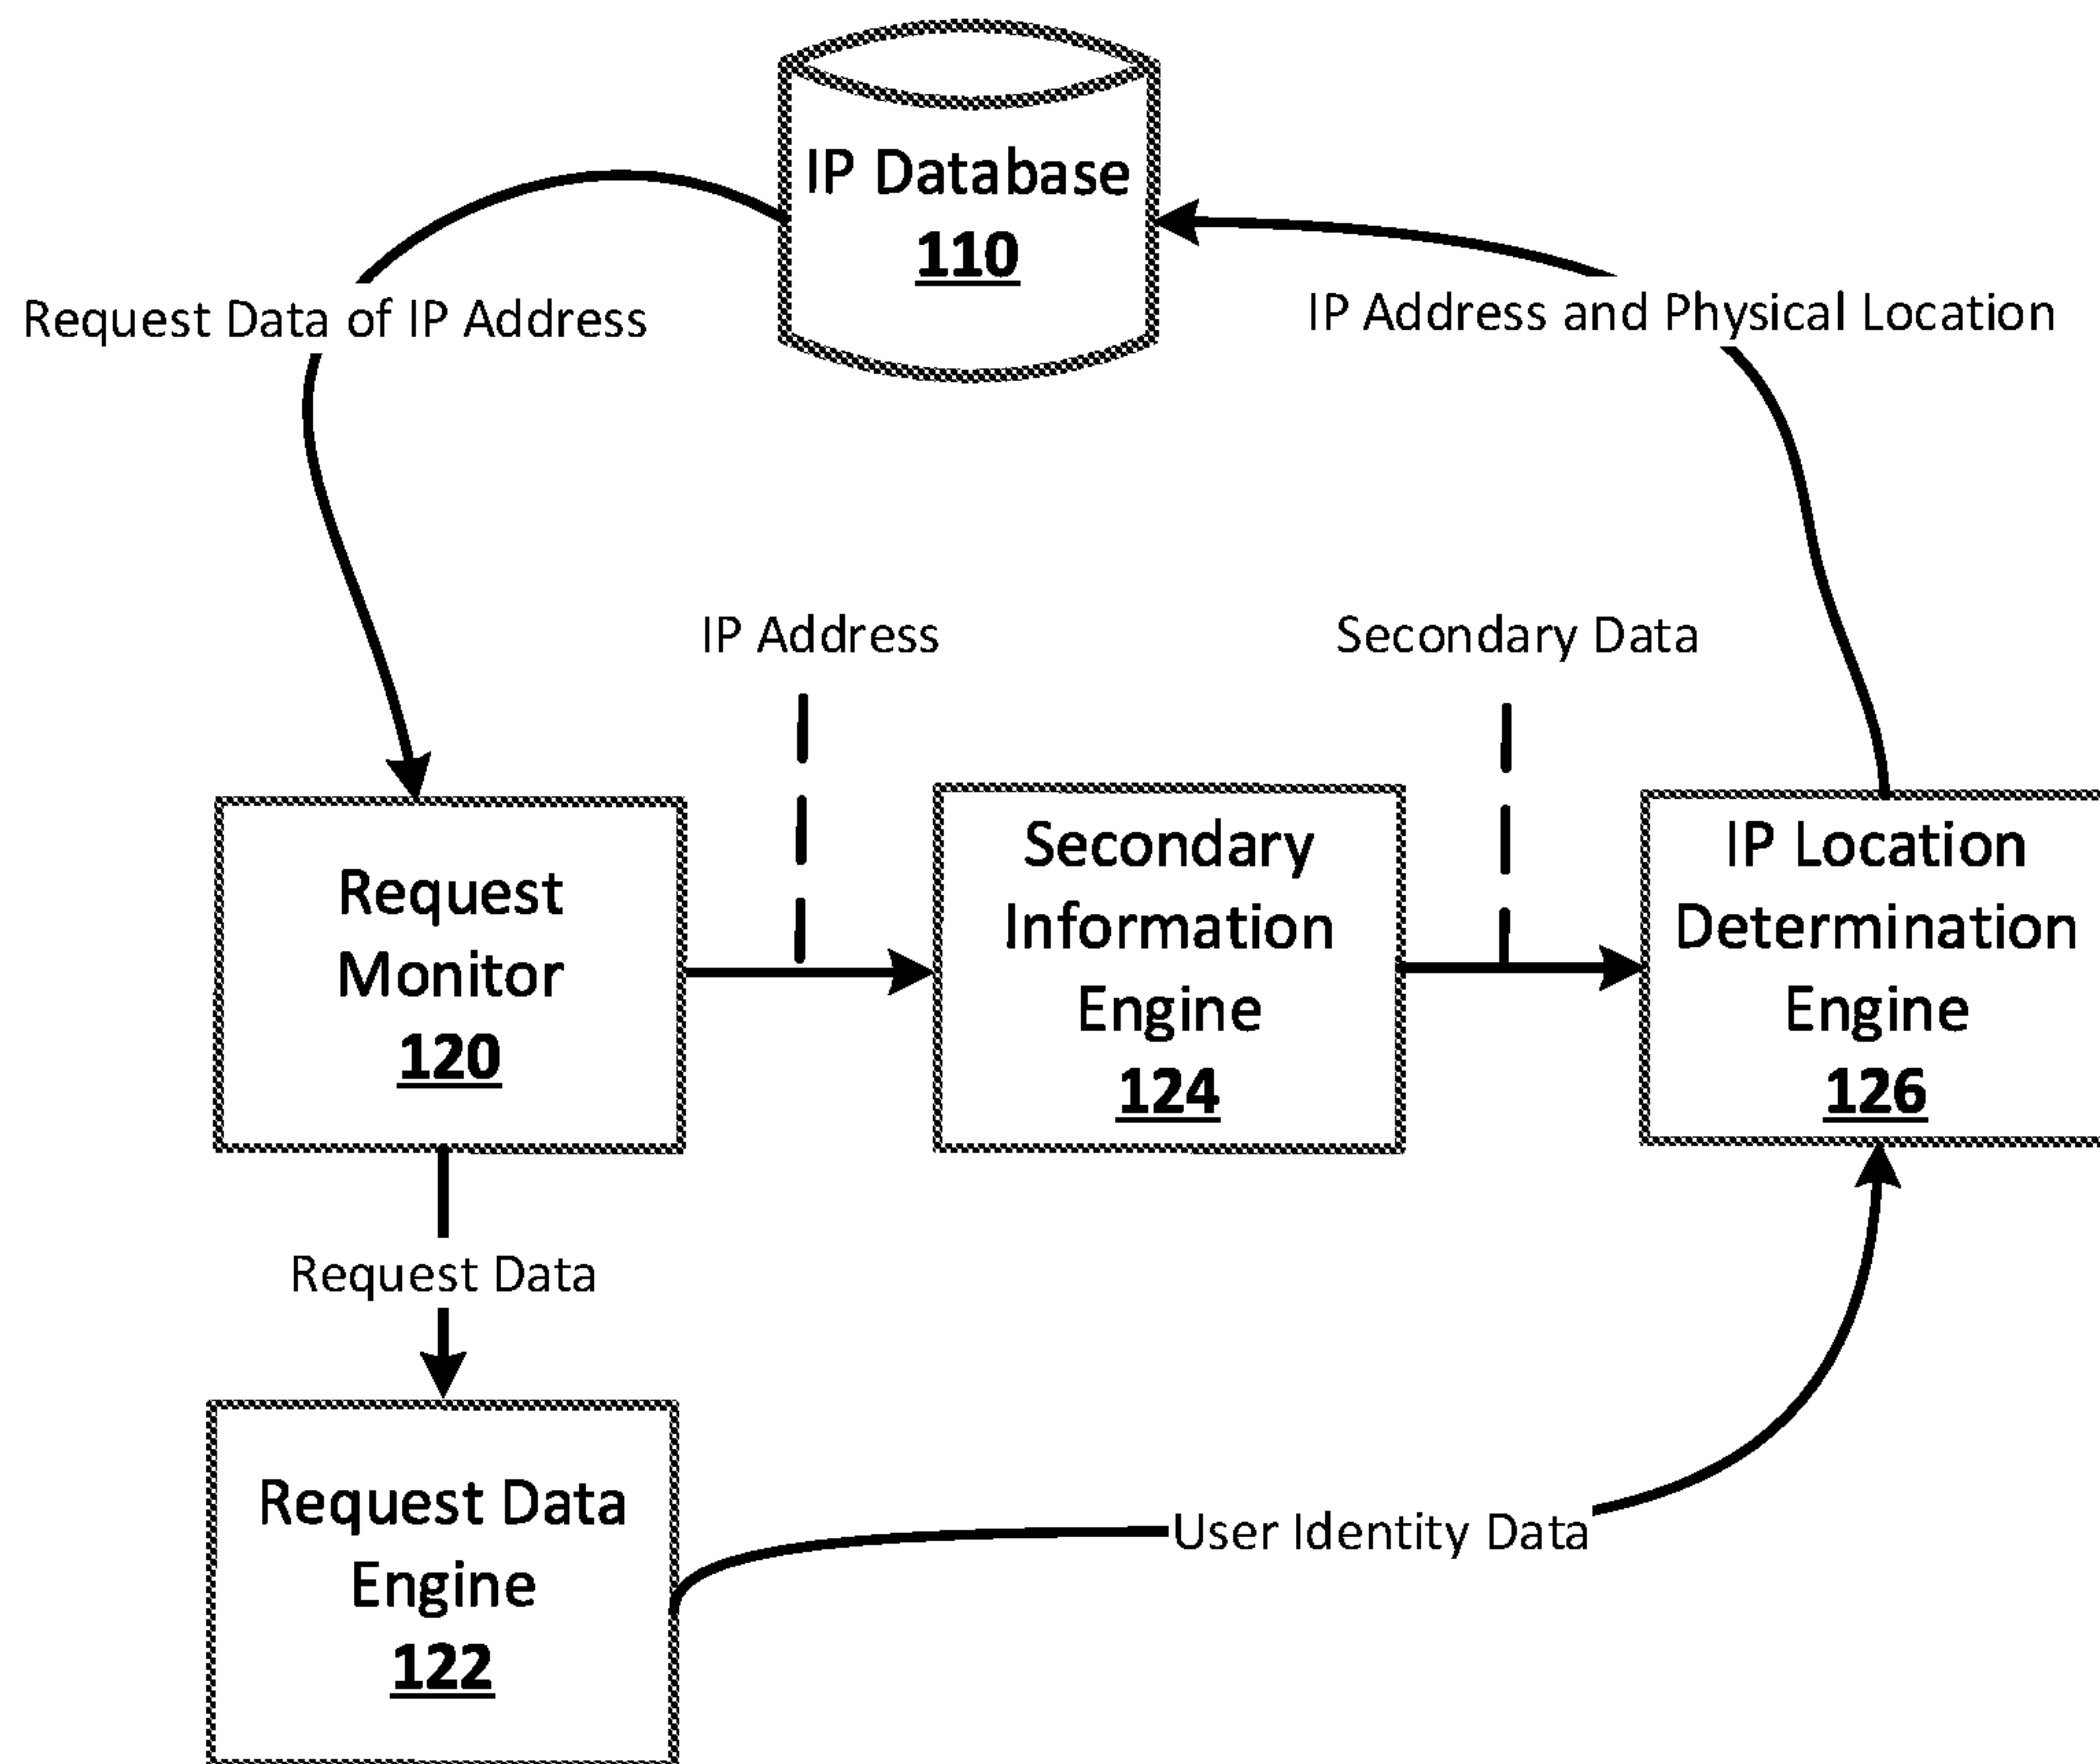 IP Database
110
Request Data of IP Address
IP Address and Physical Location
IP Address
Secondary Data
Request
Monitor
120
Secondary
Information
Engine
124
IP Location
Determination
Engine
126
Request Data
Request Data
Engine
122
User Identity Data